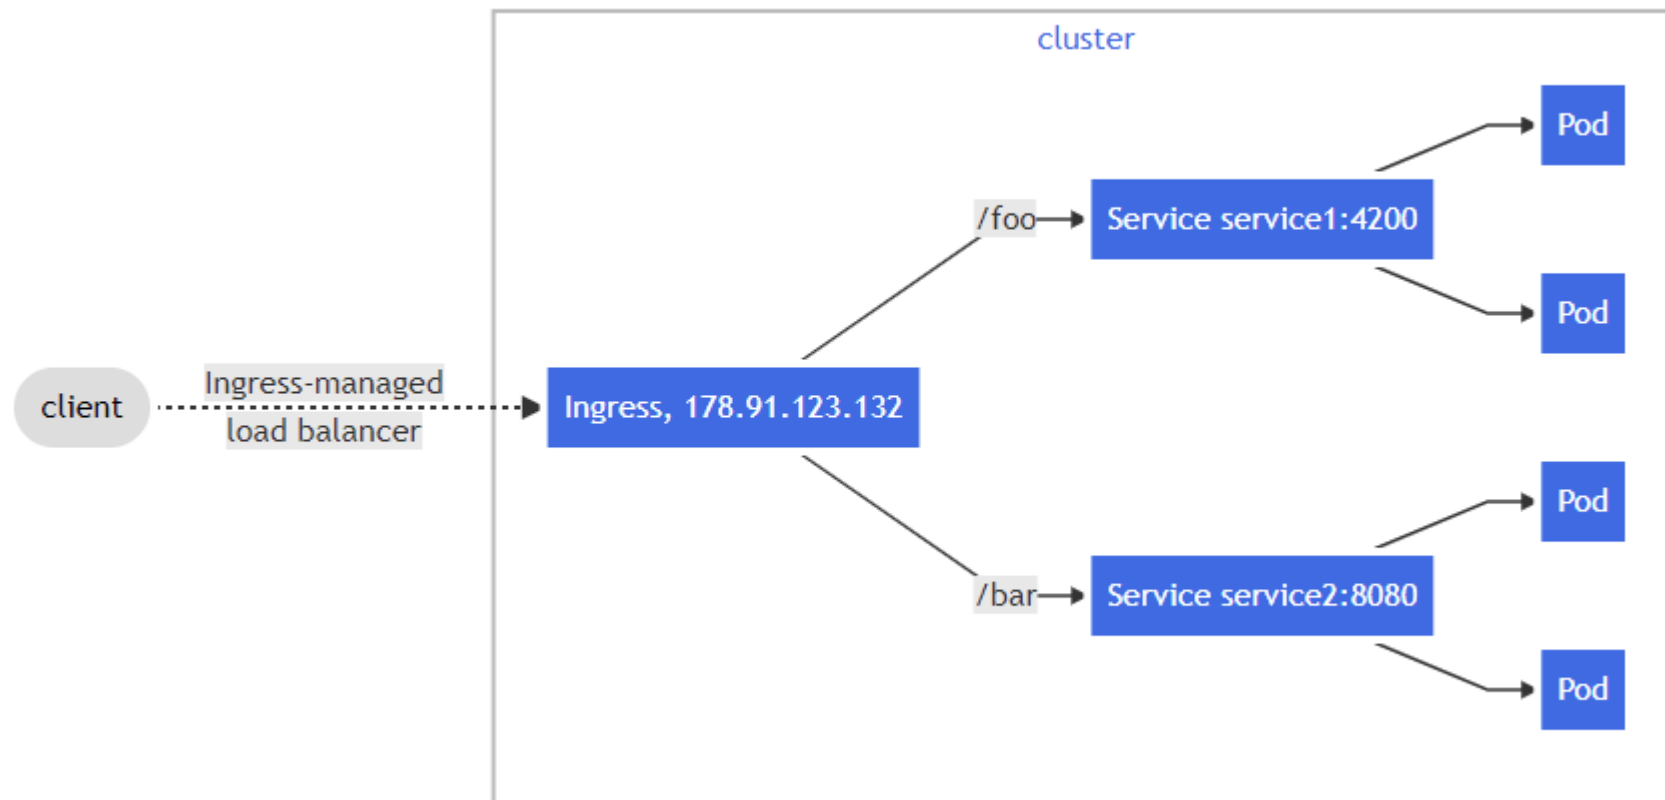 cluster
client
Ingress-managed
load balancer
Ingress, 178.91.123.132
/foo
Service service1:4200
Pod
Pod
/bar
Service service2:8080
Pod
Pod